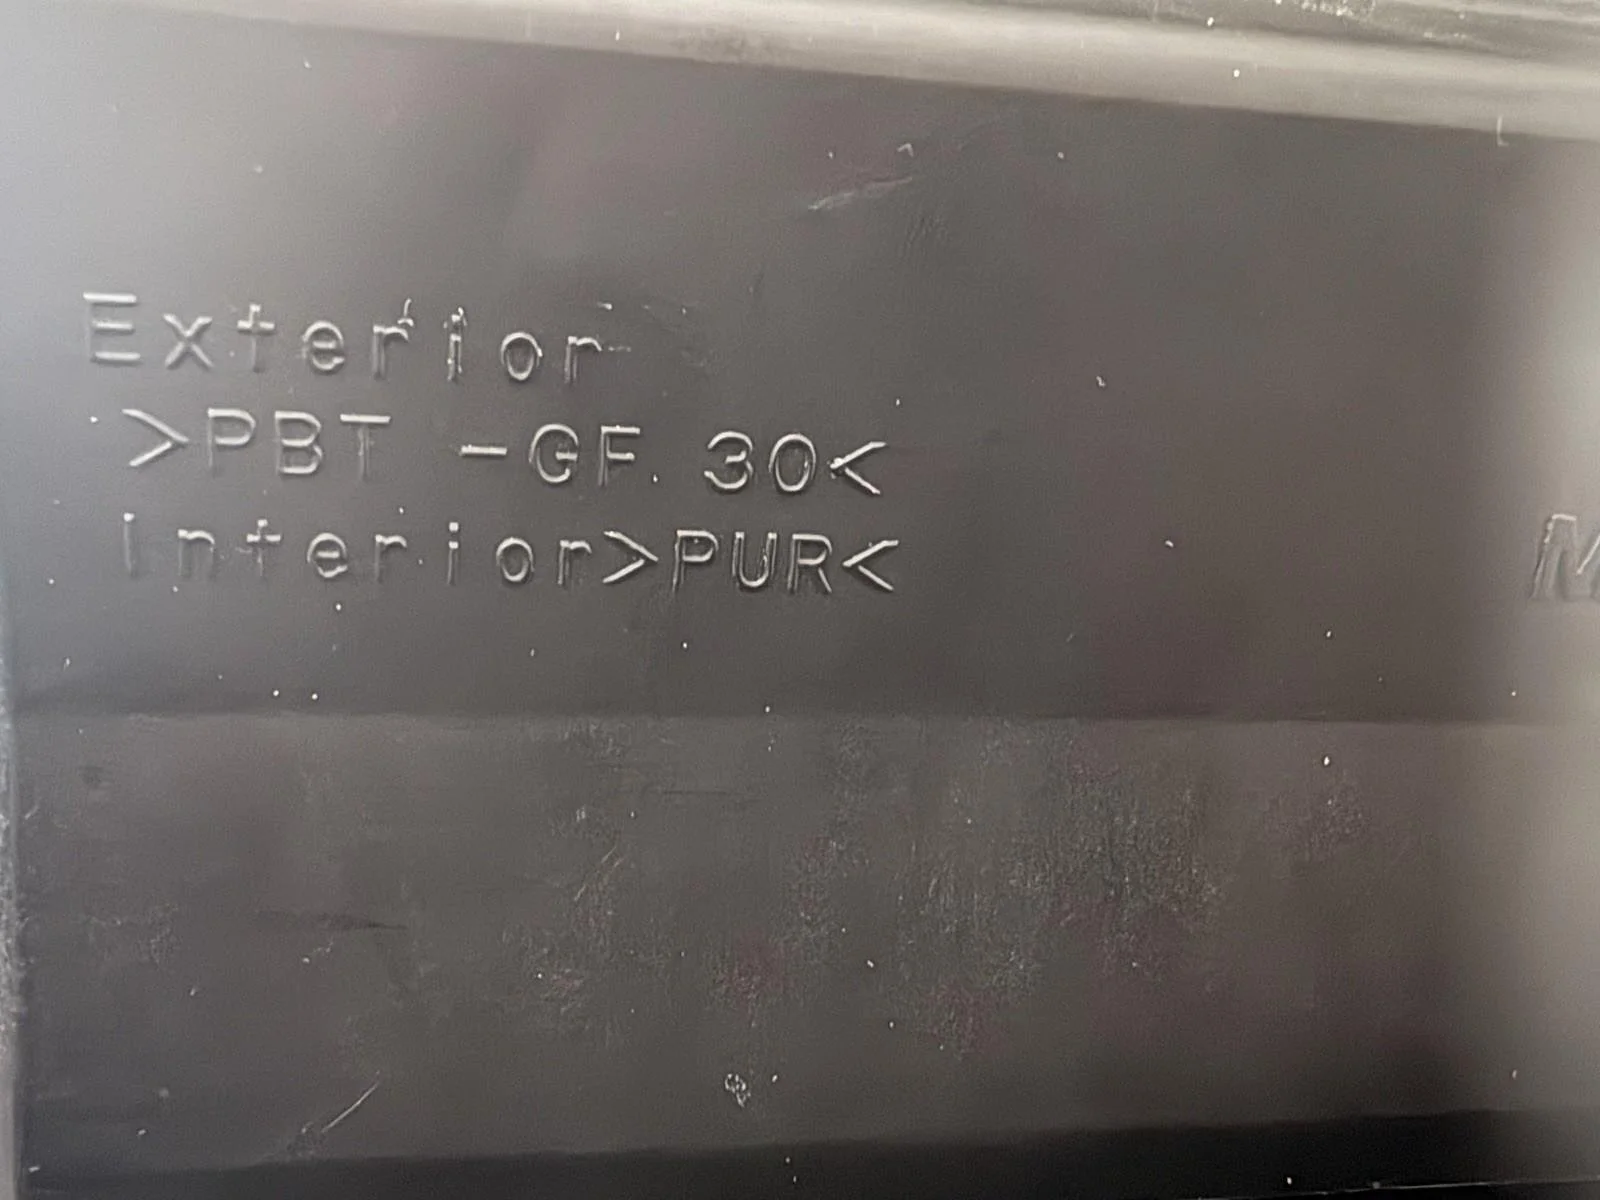 Exterior
>PBT -GF. 30<
interior>PUR<